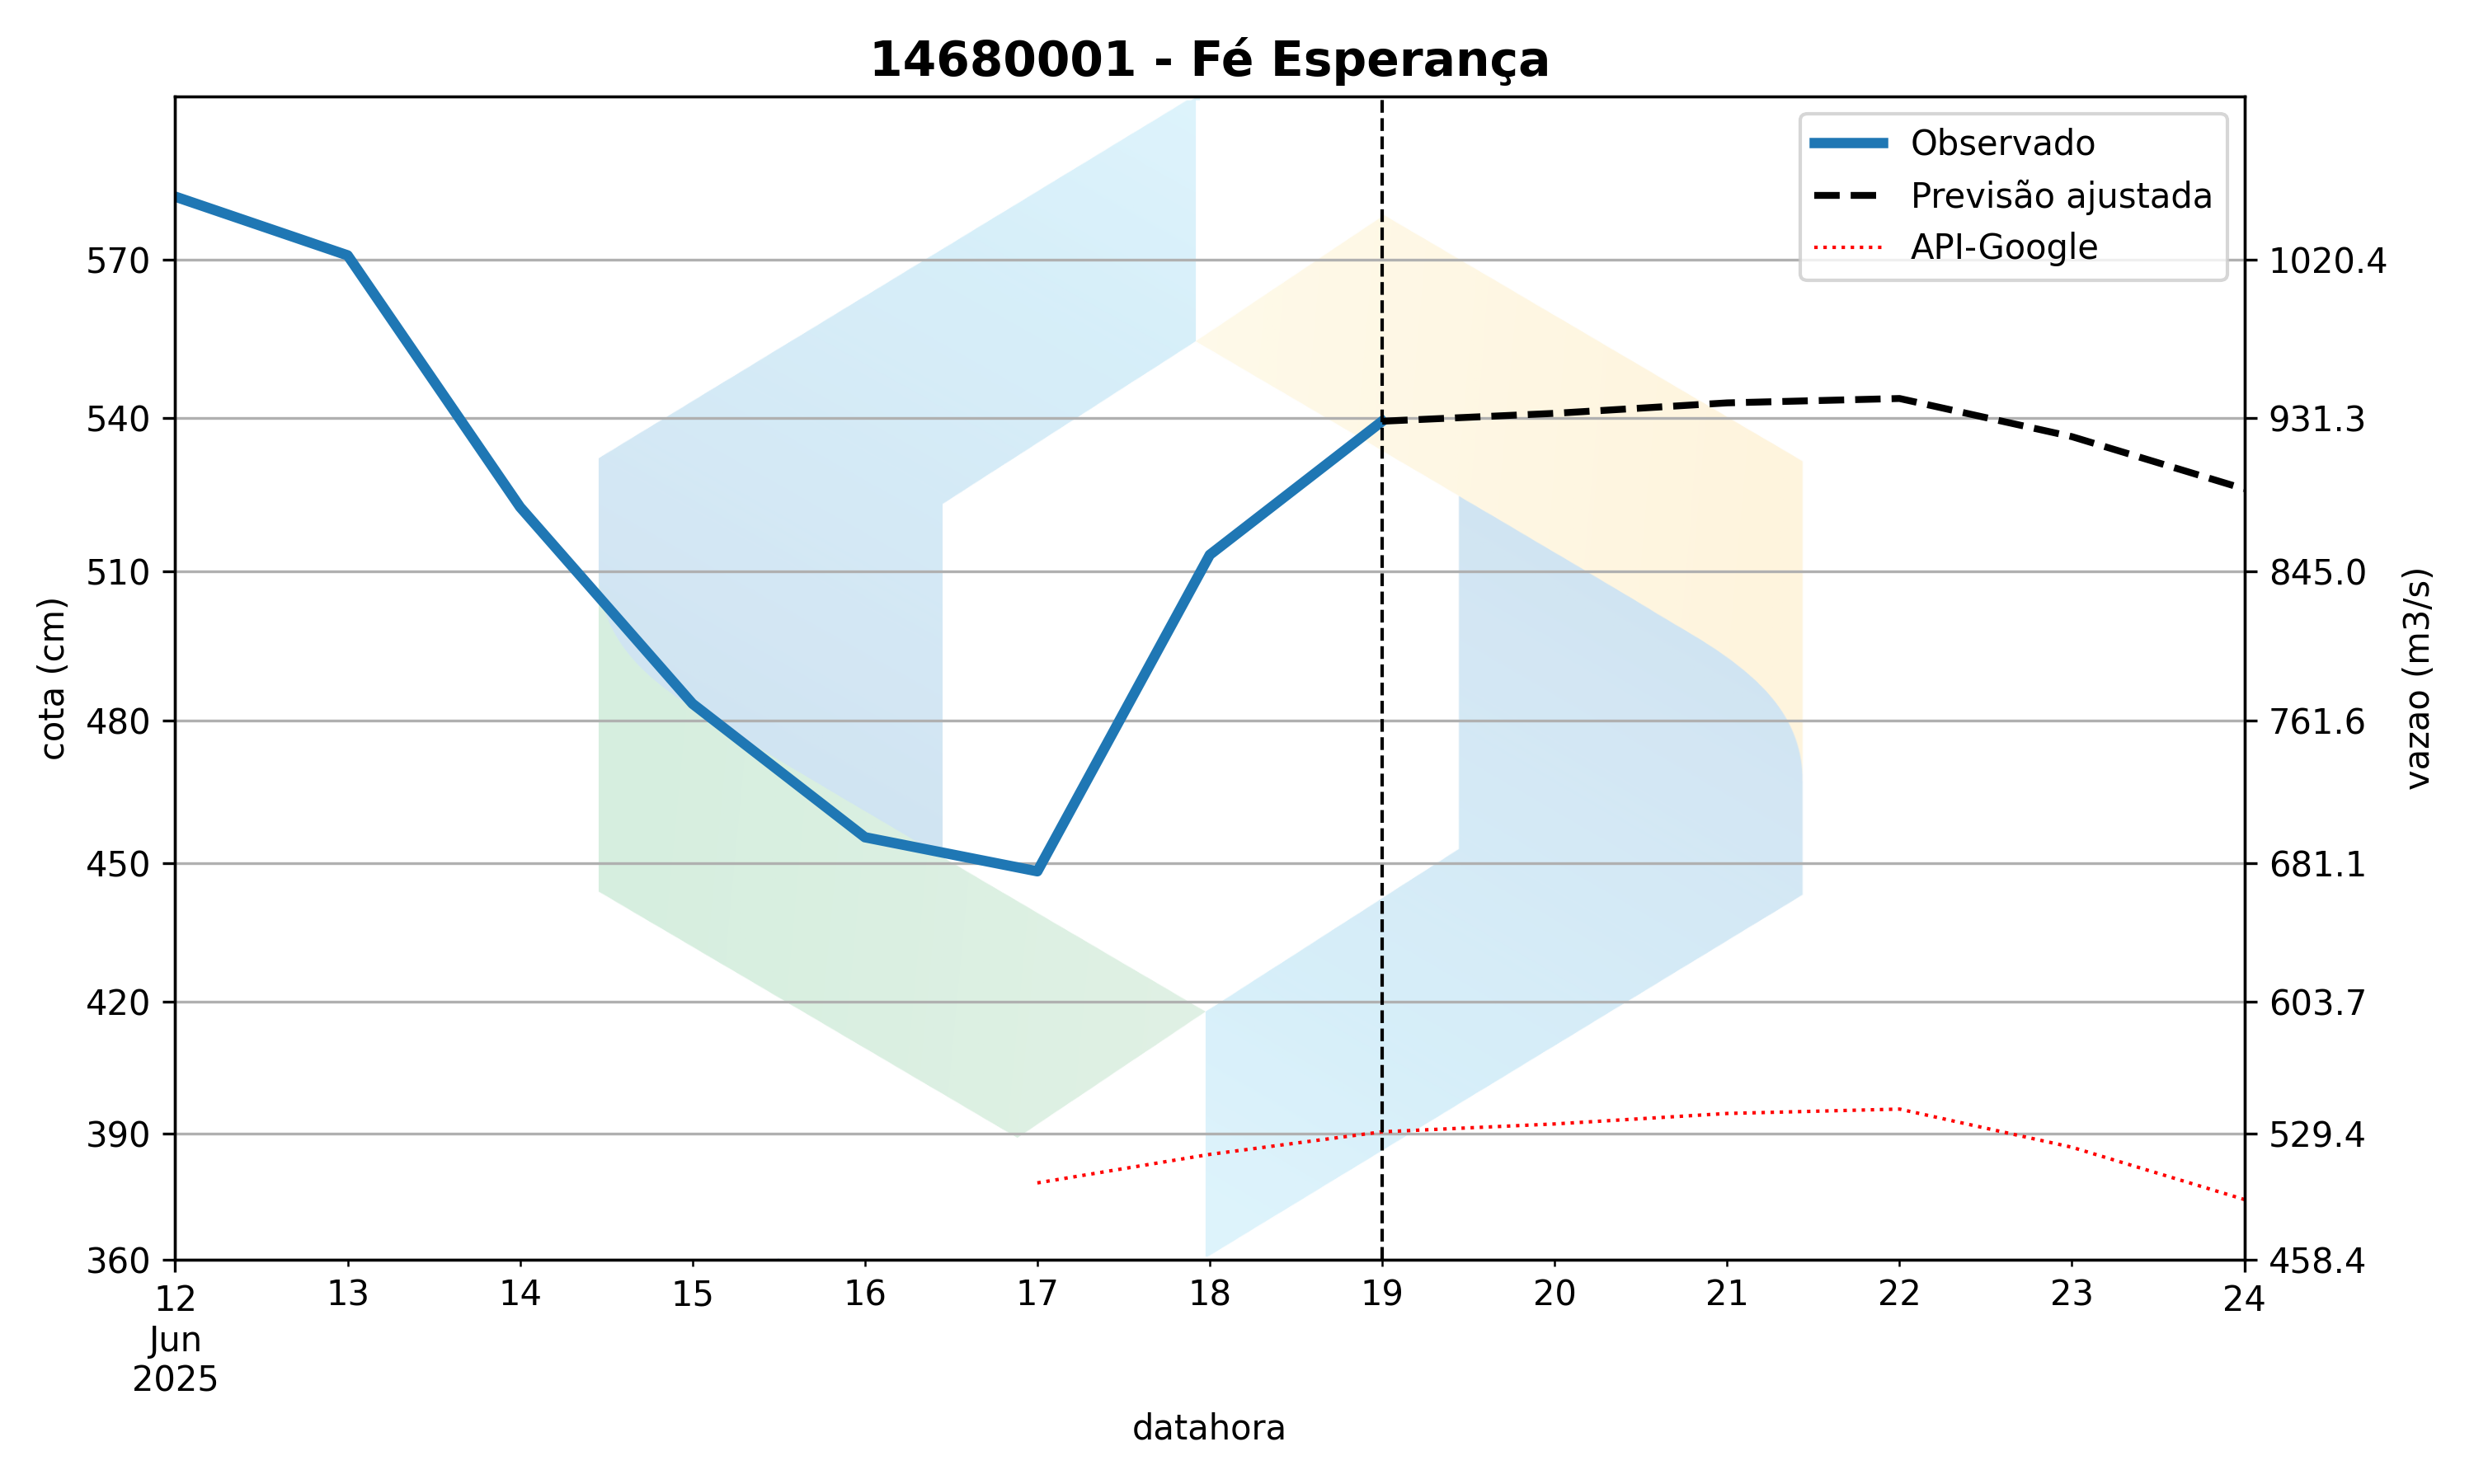 14680001 - Fé Esperança
Observado
Previsão ajustada
API-Google
570
540
510
480
450
420
390
360
cota (cm)
1020.4
931.3
845.0
761.6
681.1
603.7
529.4
458.4
vazao (m3/s)
12 13 14 15 16 17 18 19 20 21 22 23 24
Jun
2025
datahora